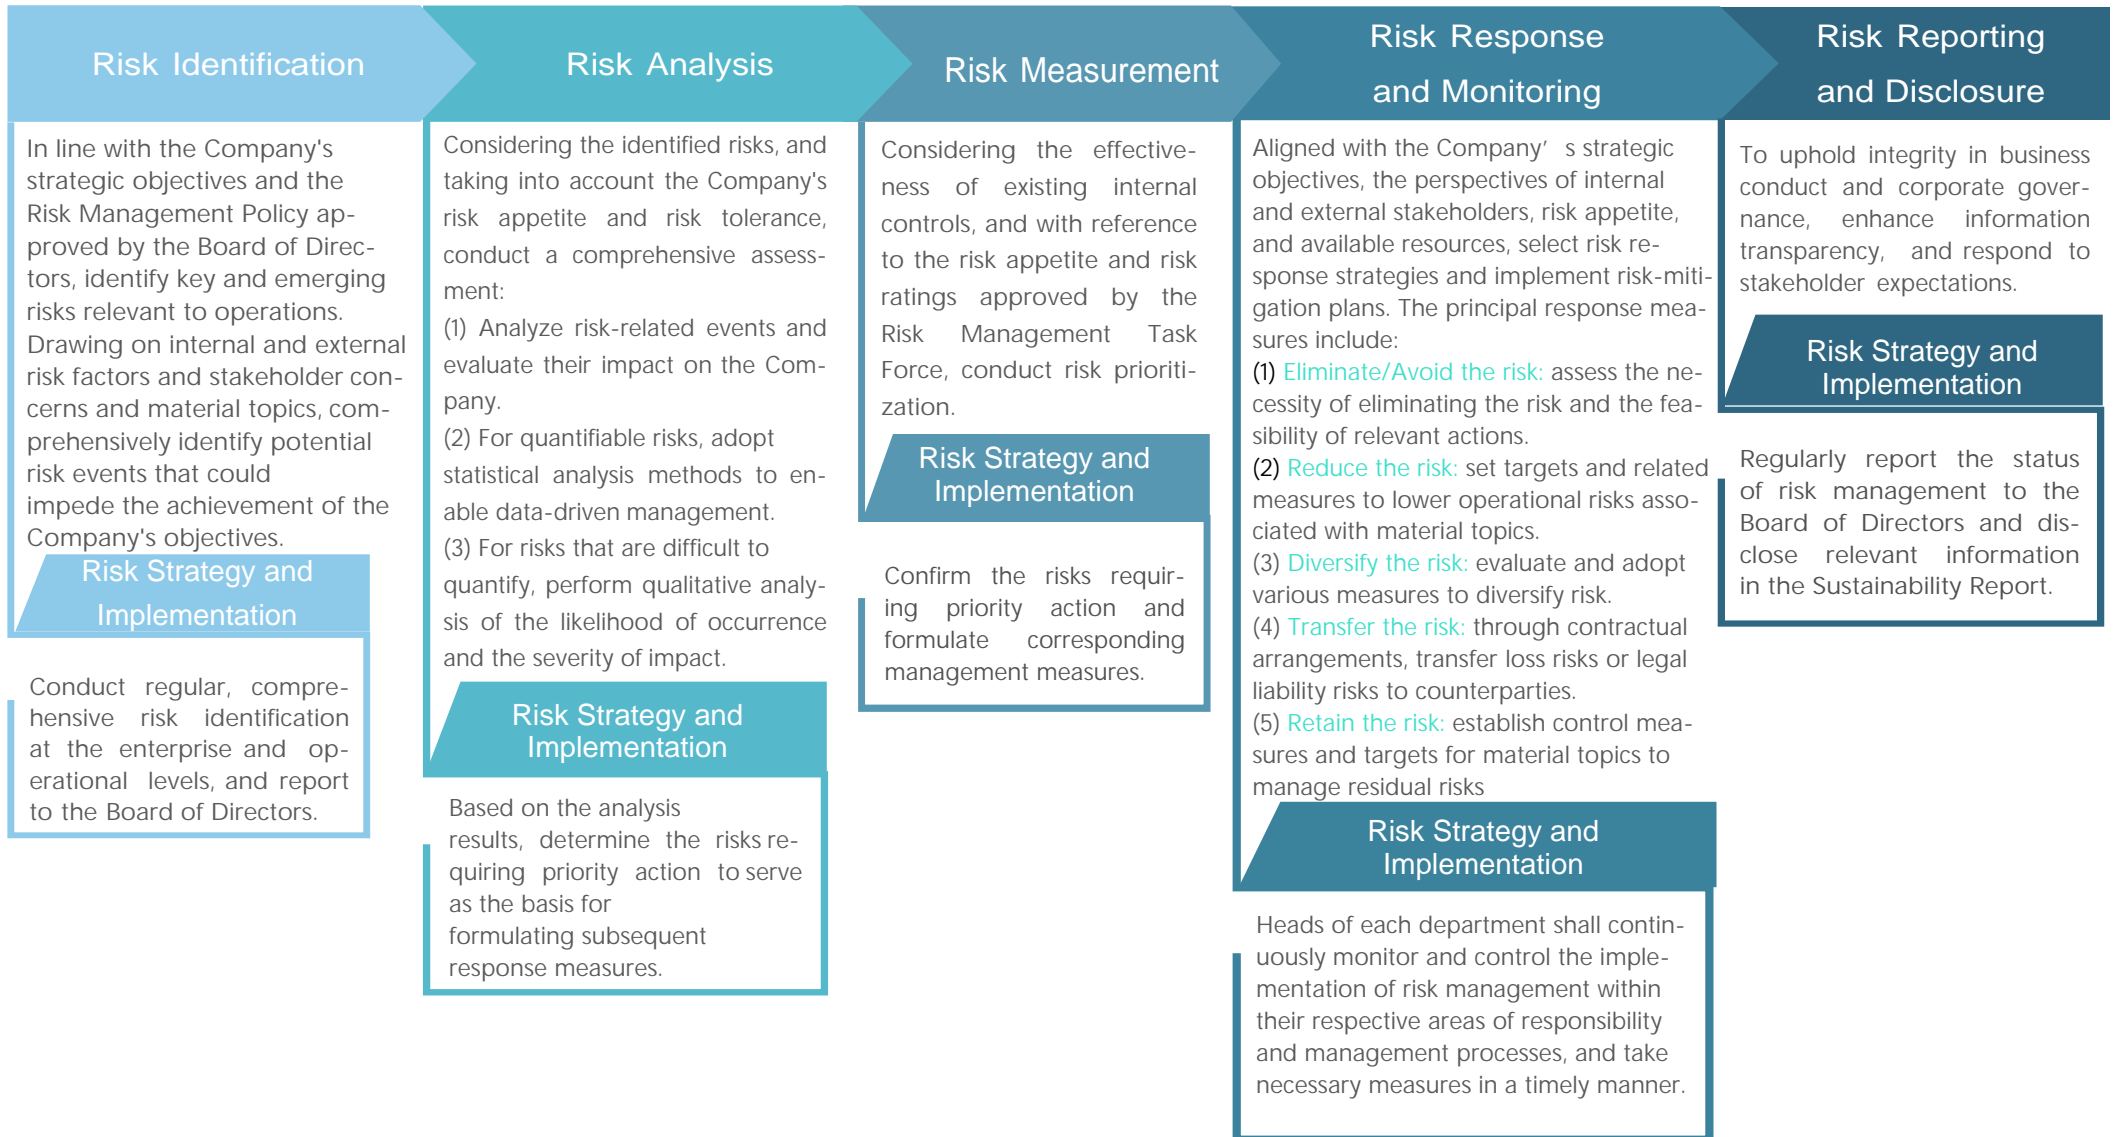 Risk Identification
In line with the Company's
strategic objectives and the
Risk Management Policy ap-
proved by the Board of Direc-
tors, identify key and emerging
risks relevant to operations.
Drawing on internal and external
risk factors and stakeholder con-
cerns and material topics, com-
prehensively identify potential
risk events that could
impede the achievement of the
Company's objectives.
Risk Strategy and
Implementation
Conduct regular, compre-
hensive risk identification
at the enterprise and op-
erational levels, and report
to the Board of Directors.
Risk Analysis
Considering the identified risks, and
taking into account the Company's
risk appetite and risk tolerance,
conduct a comprehensive assess-
ment:
(1) Analyze risk-related events and
evaluate their impact on the Com-
pany.
(2) For quantifiable risks, adopt
statistical analysis methods to en-
able data-driven management.
(3) For risks that are difficult to
quantify, perform qualitative analy-
sis of the likelihood of occurrence
and the severity of impact.
Risk Strategy and
Implementation
Based on the analysis
results, determine the risks re-
quiring priority action to serve
as the basis for
formulating subsequent
response measures.
Risk Measurement
Considering the effective-
ness of existing internal
controls, and with reference
to the risk appetite and risk
ratings approved by the
Risk Management Task
Force, conduct risk prioriti-
zation.
Risk Strategy and
Implementation
Confirm the risks requir-
ing priority action and
formulate corresponding
management measures.
Risk Response
and Monitoring
Aligned with the Company’ s strategic
objectives, the perspectives of internal
and external stakeholders, risk appetite,
and available resources, select risk re-
sponse strategies and implement risk-miti-
gation plans. The principal response mea-
sures include:
(1) Eliminate/Avoid the risk: assess the ne-
cessity of eliminating the risk and the fea-
sibility of relevant actions.
(2) Reduce the risk: set targets and related
measures to lower operational risks asso-
ciated with material topics.
(3) Diversify the risk: evaluate and adopt
various measures to diversify risk.
(4) Transfer the risk: through contractual
arrangements, transfer loss risks or legal
liability risks to counterparties.
(5) Retain the risk: establish control mea-
sures and targets for material topics to
manage residual risks
Risk Strategy and
Implementation
Heads of each department shall contin-
uously monitor and control the imple-
mentation of risk management within
their respective areas of responsibility
and management processes, and take
necessary measures in a timely manner.
Risk Reporting
and Disclosure
To uphold integrity in business
conduct and corporate gover-
nance, enhance information
transparency, and respond to
stakeholder expectations.
Risk Strategy and
Implementation
Regularly report the status
of risk management to the
Board of Directors and dis-
close relevant information
in the Sustainability Report.